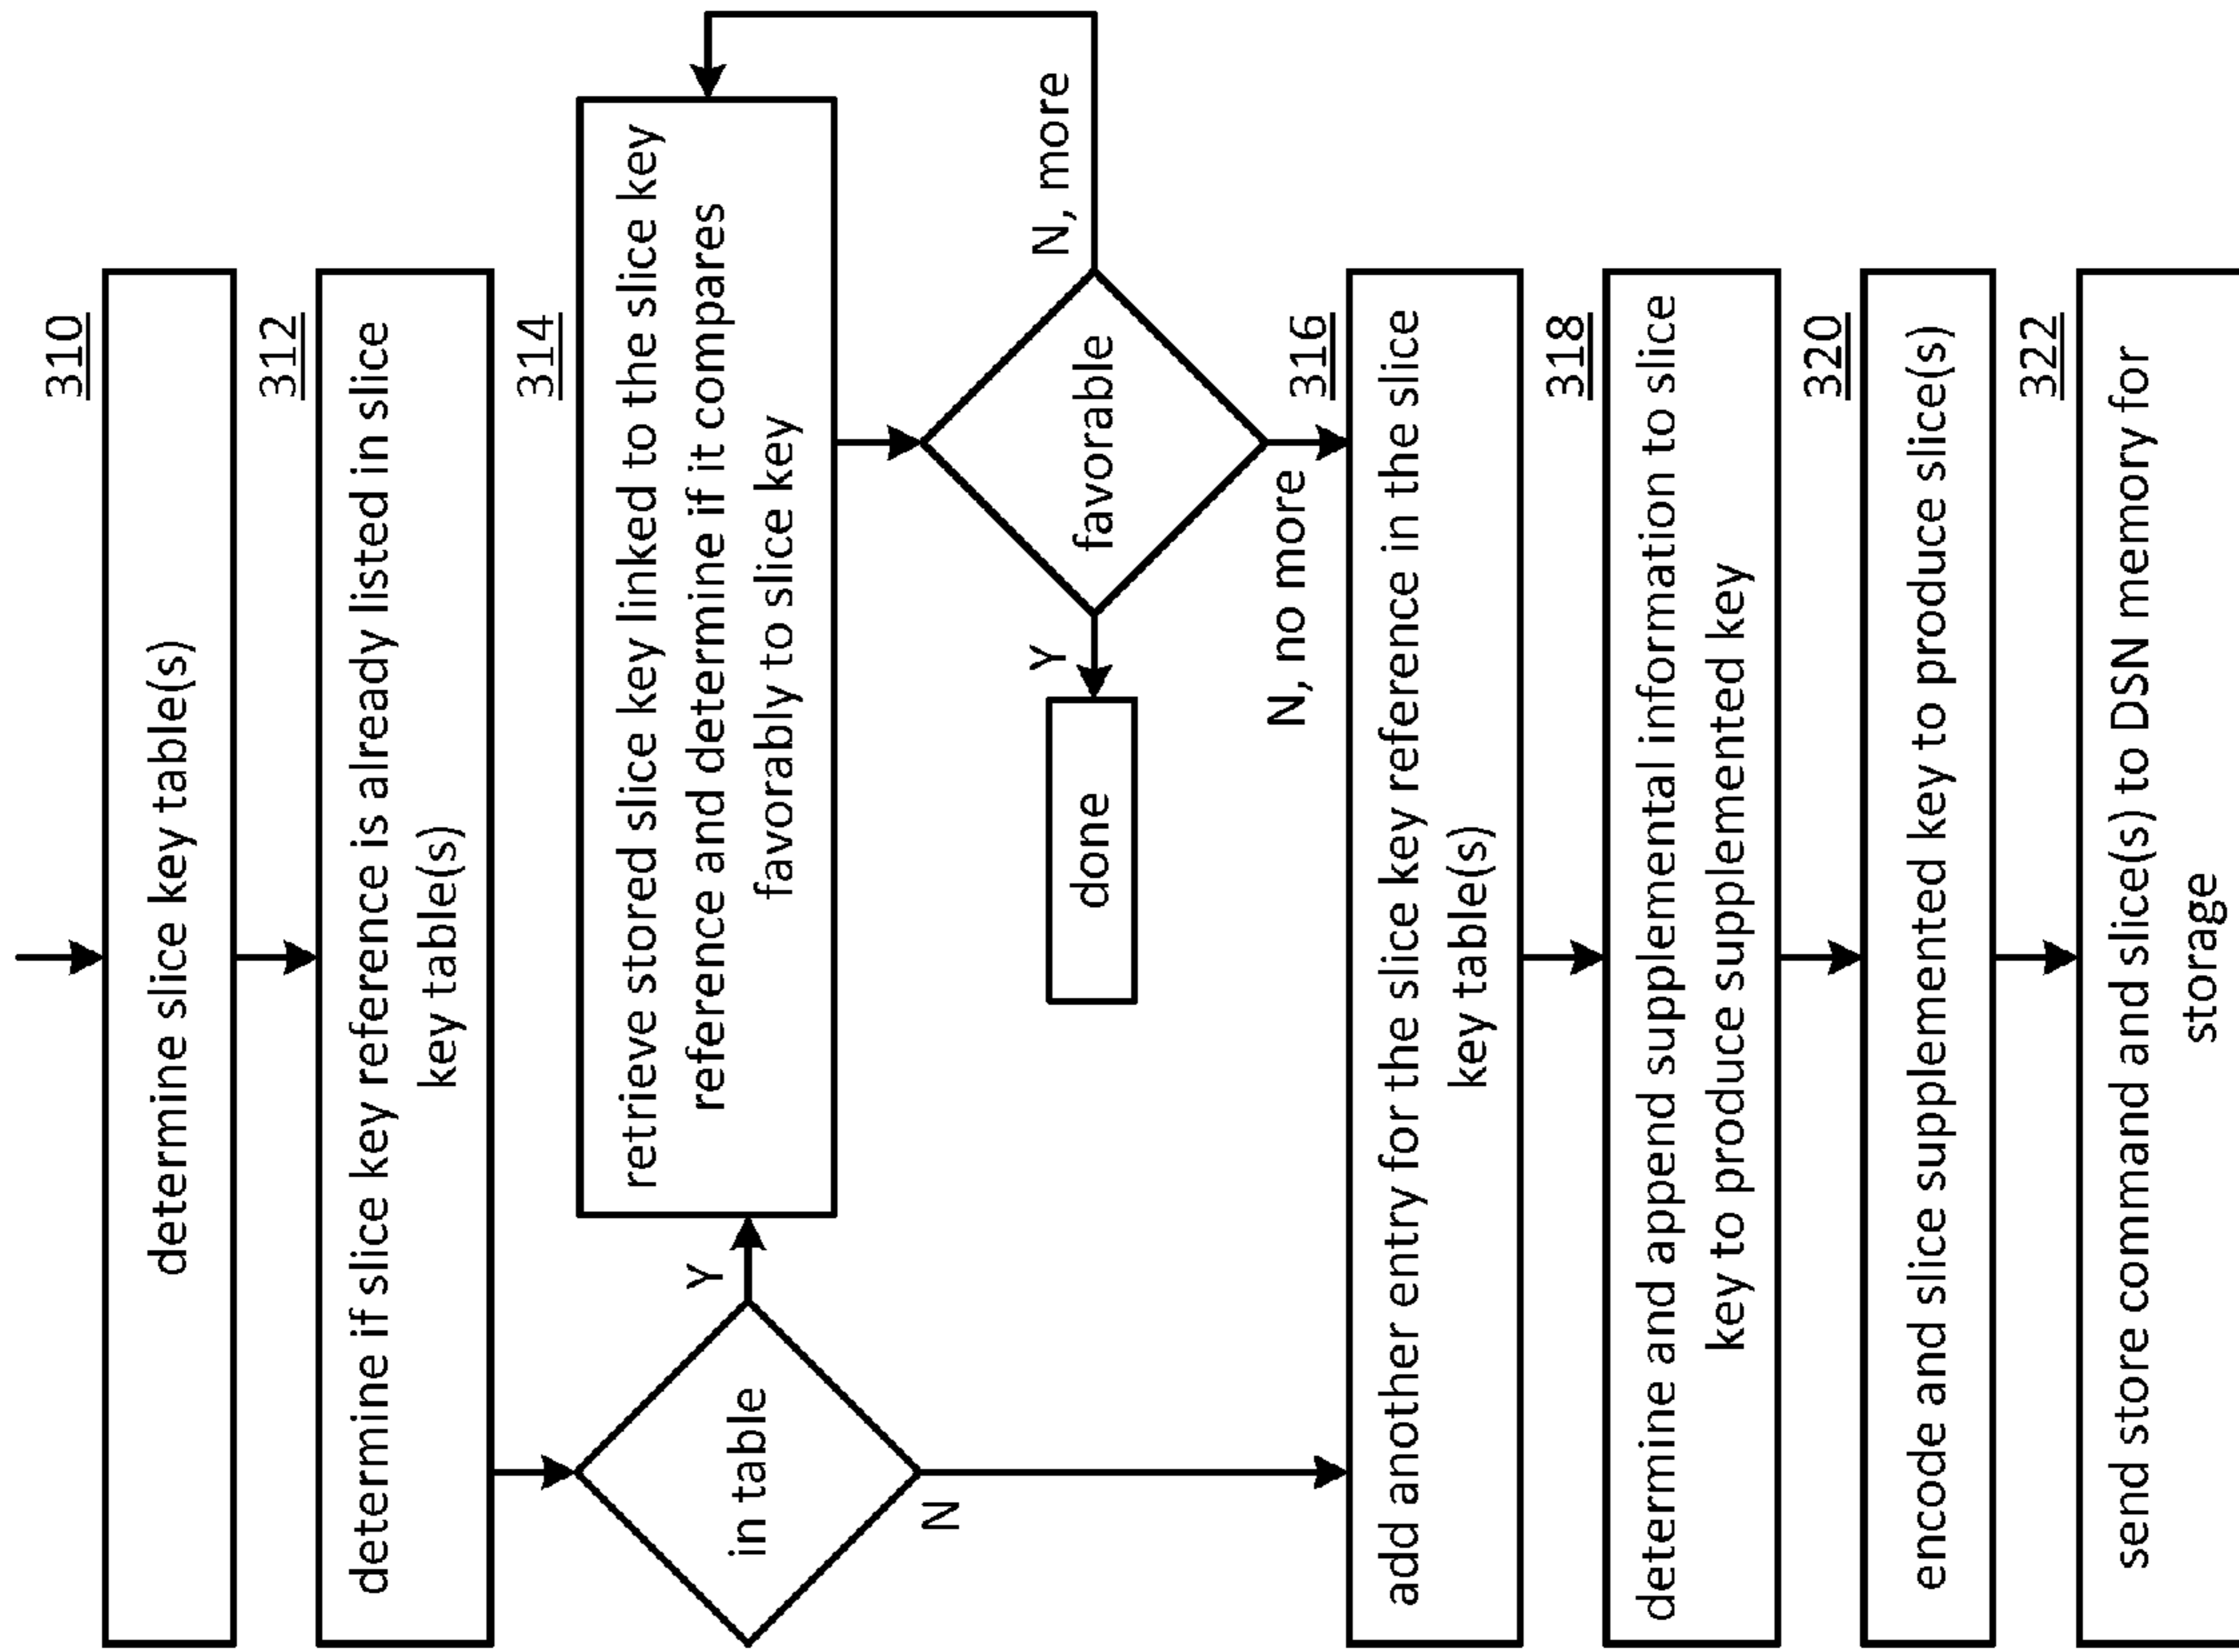 310
determine slice key table(s)
312
determine if slice key reference is already listed in slice
key table(s)
in table
Y
N
314
retrieve stored slice key linked to the slice key
reference and determine if it compares
favorably to slice key
favorable
N, more
Y
done
N, no more
316
add another entry for the slice key reference in the slice
key table(s)
318
determine and append supplemental information to slice
key to produce supplemented key
320
encode and slice supplemented key to produce slice(s)
322
send store command and slice(s) to DSN memory for
storage